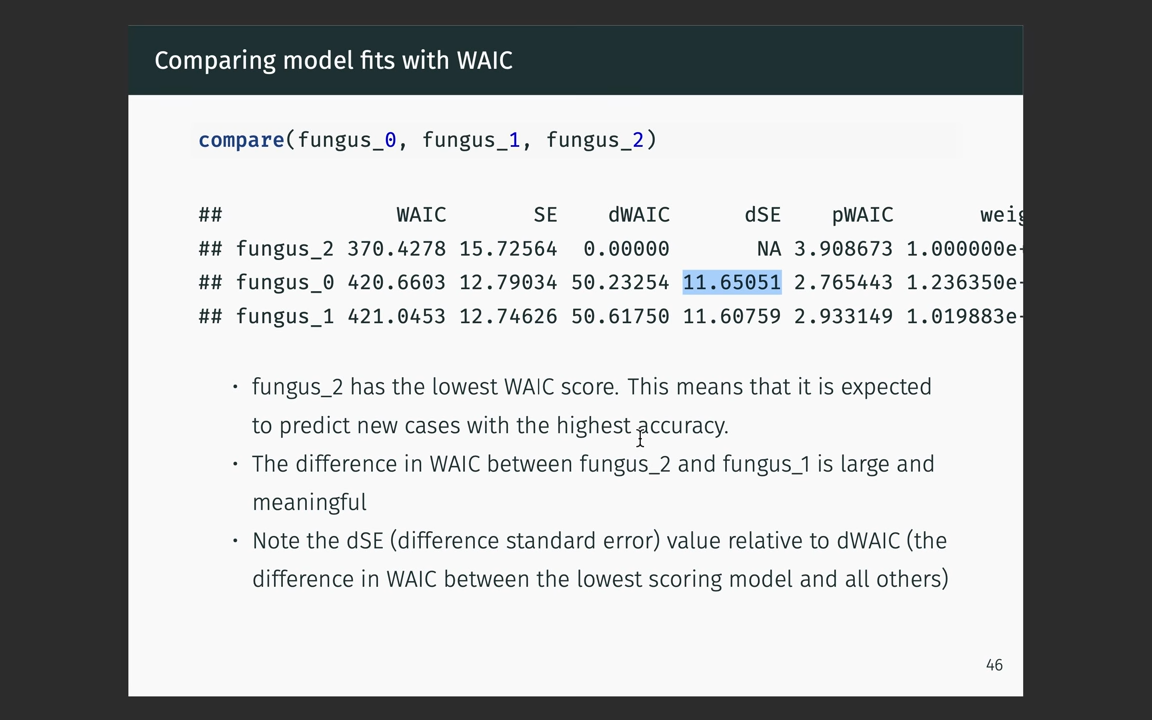 Comparing model fits with WAIC
compare(fungus_0, fungus_1, fungus_2)
## WAIC SE dWAIC dSE pWAIC weig
## fungus_2 370.4278 15.72564 0.00000 NA 3.908673 1.000000e-
## fungus_0 420.6603 12.79034 50.23254 11.65051 2.765443 1.236350e-
## fungus_1 421.0453 12.74626 50.61750 11.60759 2.933149 1.019883e-
• fungus_2 has the lowest WAIC score. This means that it is expected
to predict new cases with the highest accuracy.
• The difference in WAIC between fungus_2 and fungus_1 is large and
meaningful
• Note the dSE (difference standard error) value relative to dWAIC (the
difference in WAIC between the lowest scoring model and all others)
46